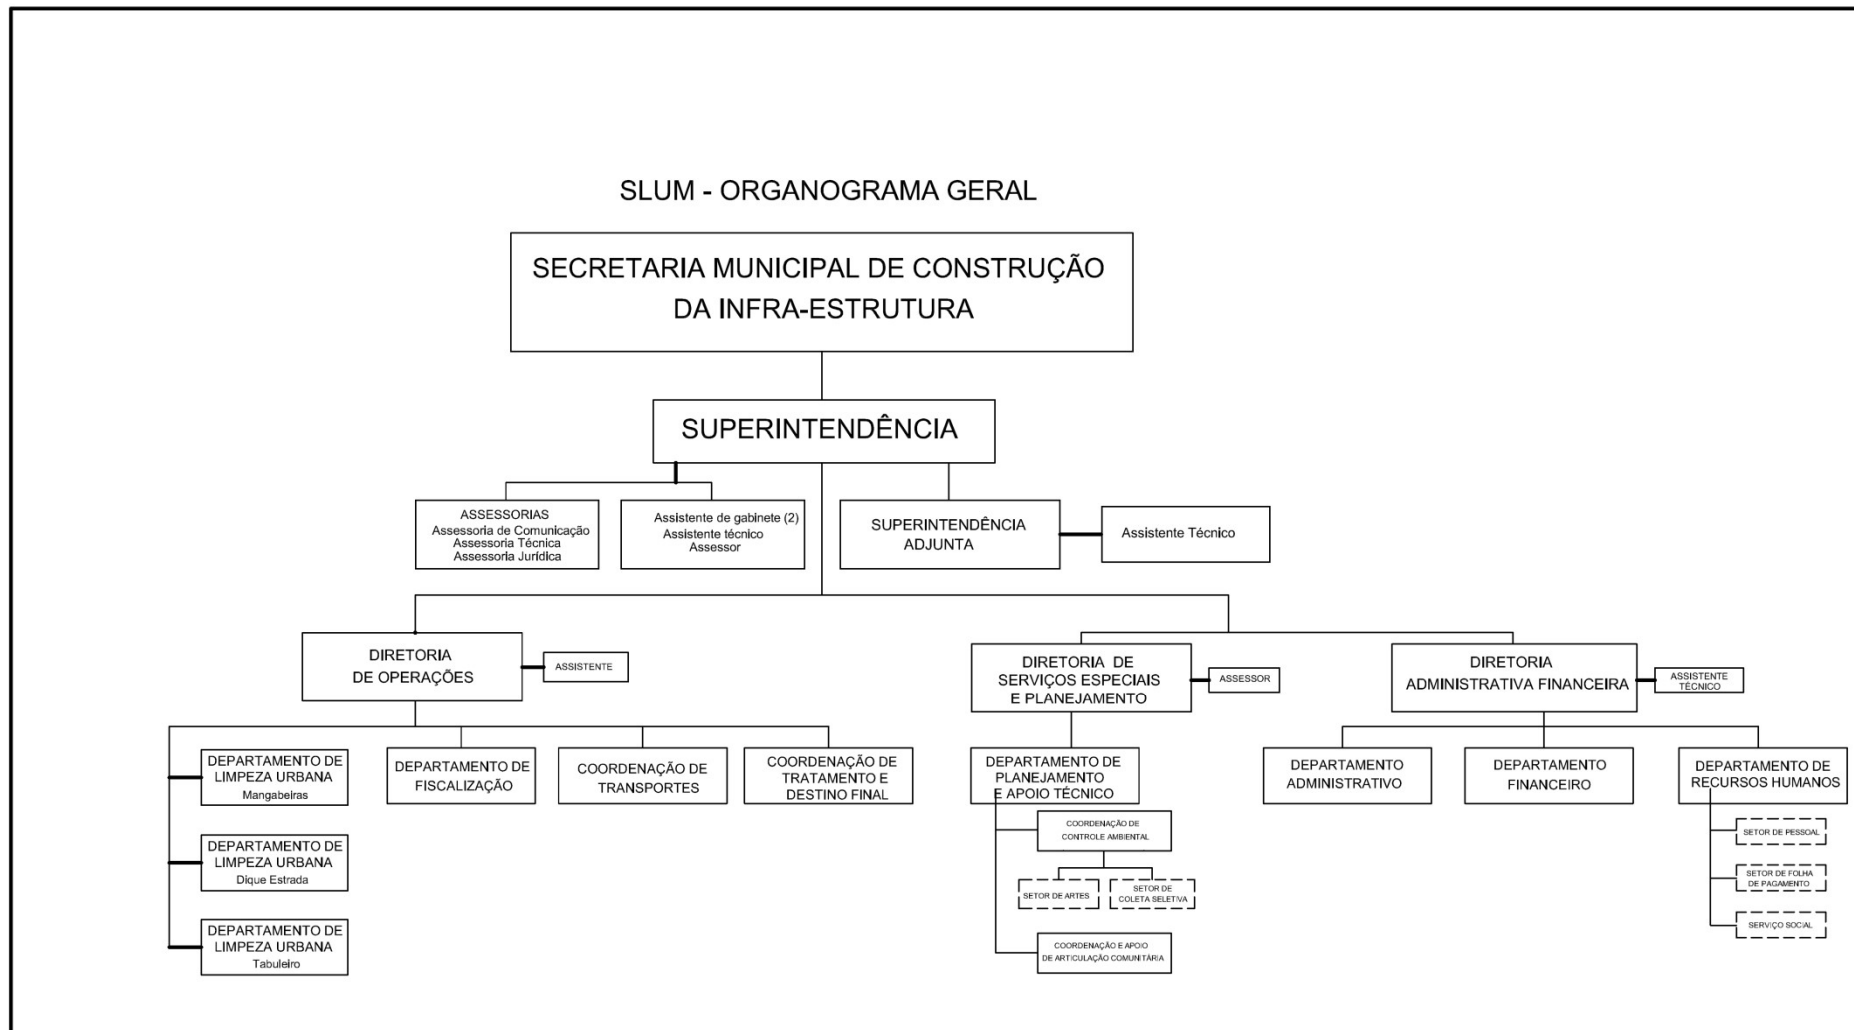 SLUM - ORGANOGRAMA GERAL
SECRETARIA MUNICIPAL DE CONSTRUÇÃO
DA INFRA-ESTRUTURA
SUPERINTENDÊNCIA
ASSESSORIAS
Assessoria de Comunicação
Assessoria Técnica
Assessoria Jurídica
Assistente de gabinete (2)
Assistente técnico
Assessor
SUPERINTENDÊNCIA
ADJUNTA
Assistente Técnico
DIRETORIA
DE OPERAÇÕES
ASSISTENTE
DIRETORIA DE
SERVIÇOS ESPECIAIS
E PLANEJAMENTO
ASSESSOR
DIRETORIA
ADMINISTRATIVA FINANCEIRA
ASSISTENTE
TÉCNICO
DEPARTAMENTO DE
LIMPEZA URBANA
Mangabeiras
DEPARTAMENTO DE
FISCALIZAÇÃO
COORDENAÇÃO DE
TRANSPORTES
COORDENAÇÃO DE
TRATAMENTO E
DESTINO FINAL
DEPARTAMENTO DE
PLANEJAMENTO
E APOIO TÉCNICO
DEPARTAMENTO
ADMINISTRATIVO
DEPARTAMENTO
FINANCEIRO
DEPARTAMENTO DE
RECURSOS HUMANOS
DEPARTAMENTO DE
LIMPEZA URBANA
Dique Estrada
DEPARTAMENTO DE
LIMPEZA URBANA
Tabuleiro
COORDENAÇÃO DE
CONTROLE AMBIENTAL
SETOR DE ARTES
SETOR DE
COLETA SELETIVA
COORDENAÇÃO E APOIO
DE ARTICULAÇÃO COMUNITÁRIA
SETOR DE PESSOAL
SETOR DE FOLHA
DE PAGAMENTO
SERVIÇO SOCIAL